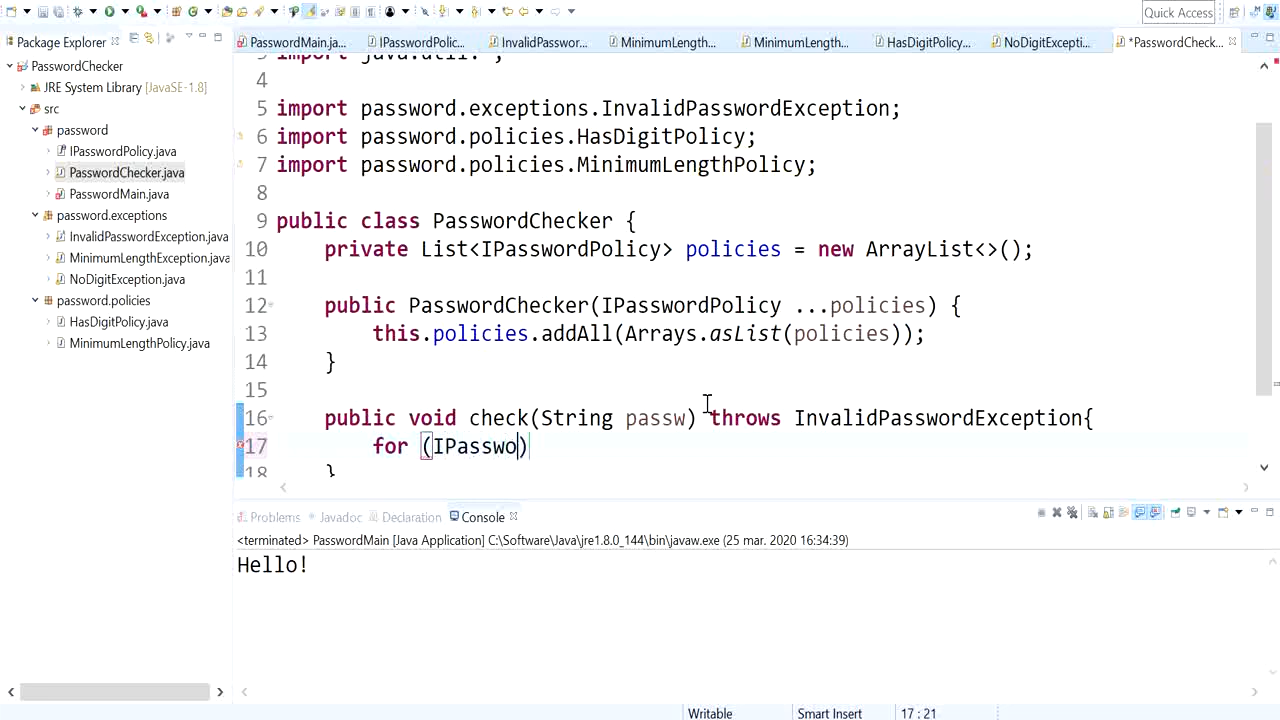 Quick Access
Package Explorer
PasswordMain.ja...
IPasswordPolic...
InvalidPasswor...
MinimumLength...
MinimumLength...
HasDigitPolicy...
NoDigitExcepti...
*PasswordCheck...
PasswordChecker
JRE System Library [JavaSE-1.8]
src
password
IPasswordPolicy.java
PasswordChecker.java
PasswordMain.java
password.exceptions
InvalidPasswordException.java
MinimumLengthException.java
NoDigitException.java
password.policies
HasDigitPolicy.java
MinimumLengthPolicy.java
3 import java.util.*;
4
5 import password.exceptions.InvalidPasswordException;
6 import password.policies.HasDigitPolicy;
7 import password.policies.MinimumLengthPolicy;
8
9 public class PasswordChecker {
10 private List<IPasswordPolicy> policies = new ArrayList<>();
11
12 public PasswordChecker(IPasswordPolicy ...policies) {
13 this.policies.addAll(Arrays.asList(policies));
14 }
15
16 public void check(String passw) throws InvalidPasswordException{
17 for (IPasswo)
18 }
Problems
Javadoc
Declaration
Console
<terminated> PasswordMain [Java Application] C:\Software\Java\jre1.8.0_144\bin\javaw.exe (25 mar. 2020 16:34:39)
Hello!
Writable
Smart Insert
17 : 21